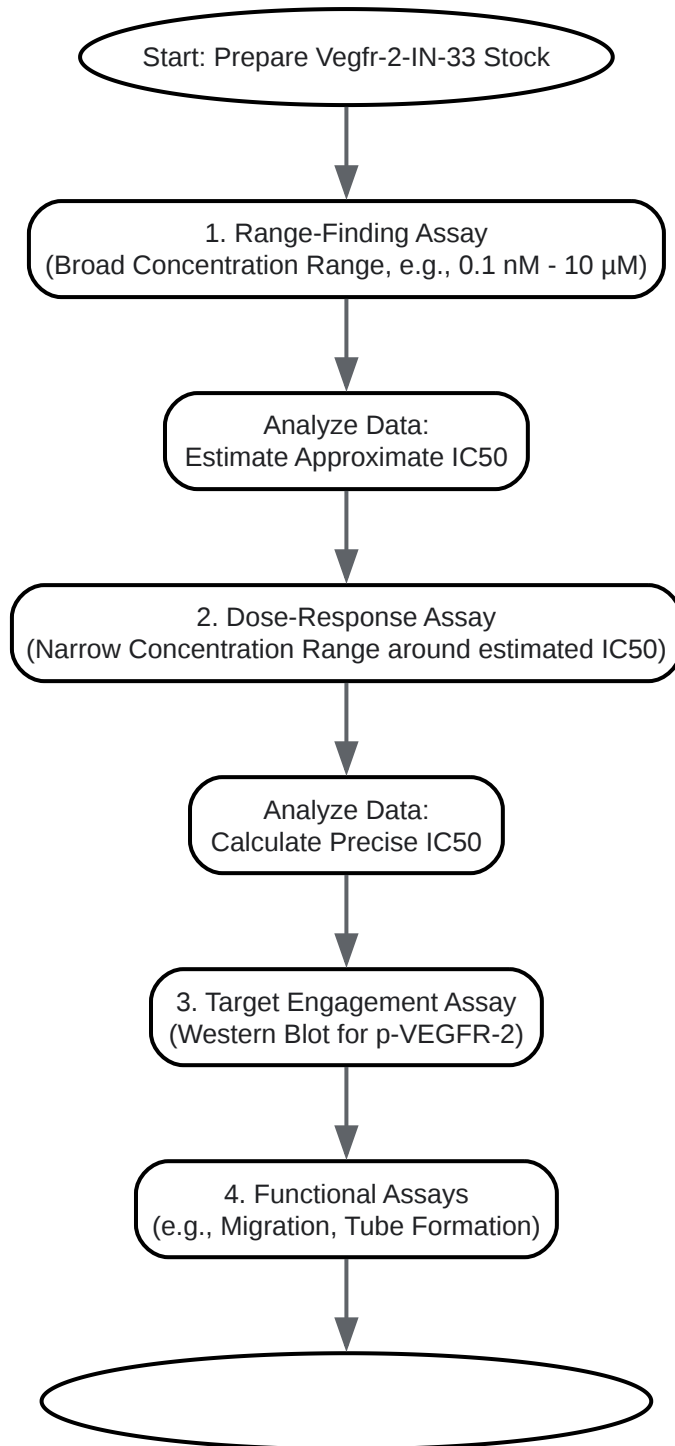 Start: Prepare Vegfr-2-IN-33 Stock
1. Range-Finding Assay
(Broad Concentration Range, e.g., 0.1 nM - 10 µM)
Analyze Data:
Estimate Approximate IC50
2. Dose-Response Assay
(Narrow Concentration Range around estimated IC50)
Analyze Data:
Calculate Precise IC50
3. Target Engagement Assay
(Western Blot for p-VEGFR-2)
4. Functional Assays
(e.g., Migration, Tube Formation)